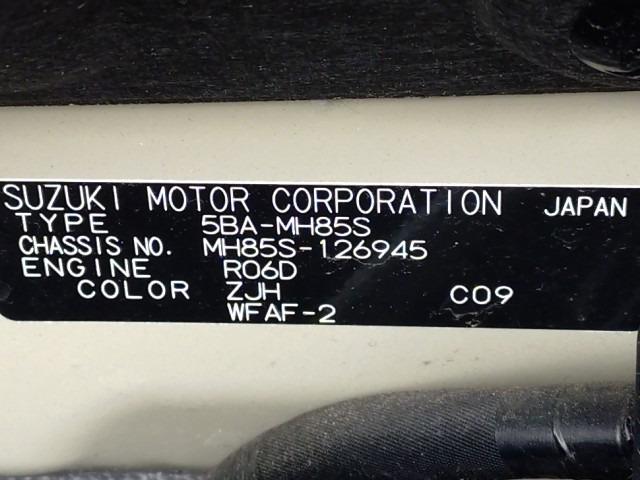 SUZUKI MOTOR CORPORATION JAPAN
TYPE 5BA-MH85S
CHASSIS NO. MH85S-126945
ENGINE R06D
COLOR ZJH C09
WFAF-2